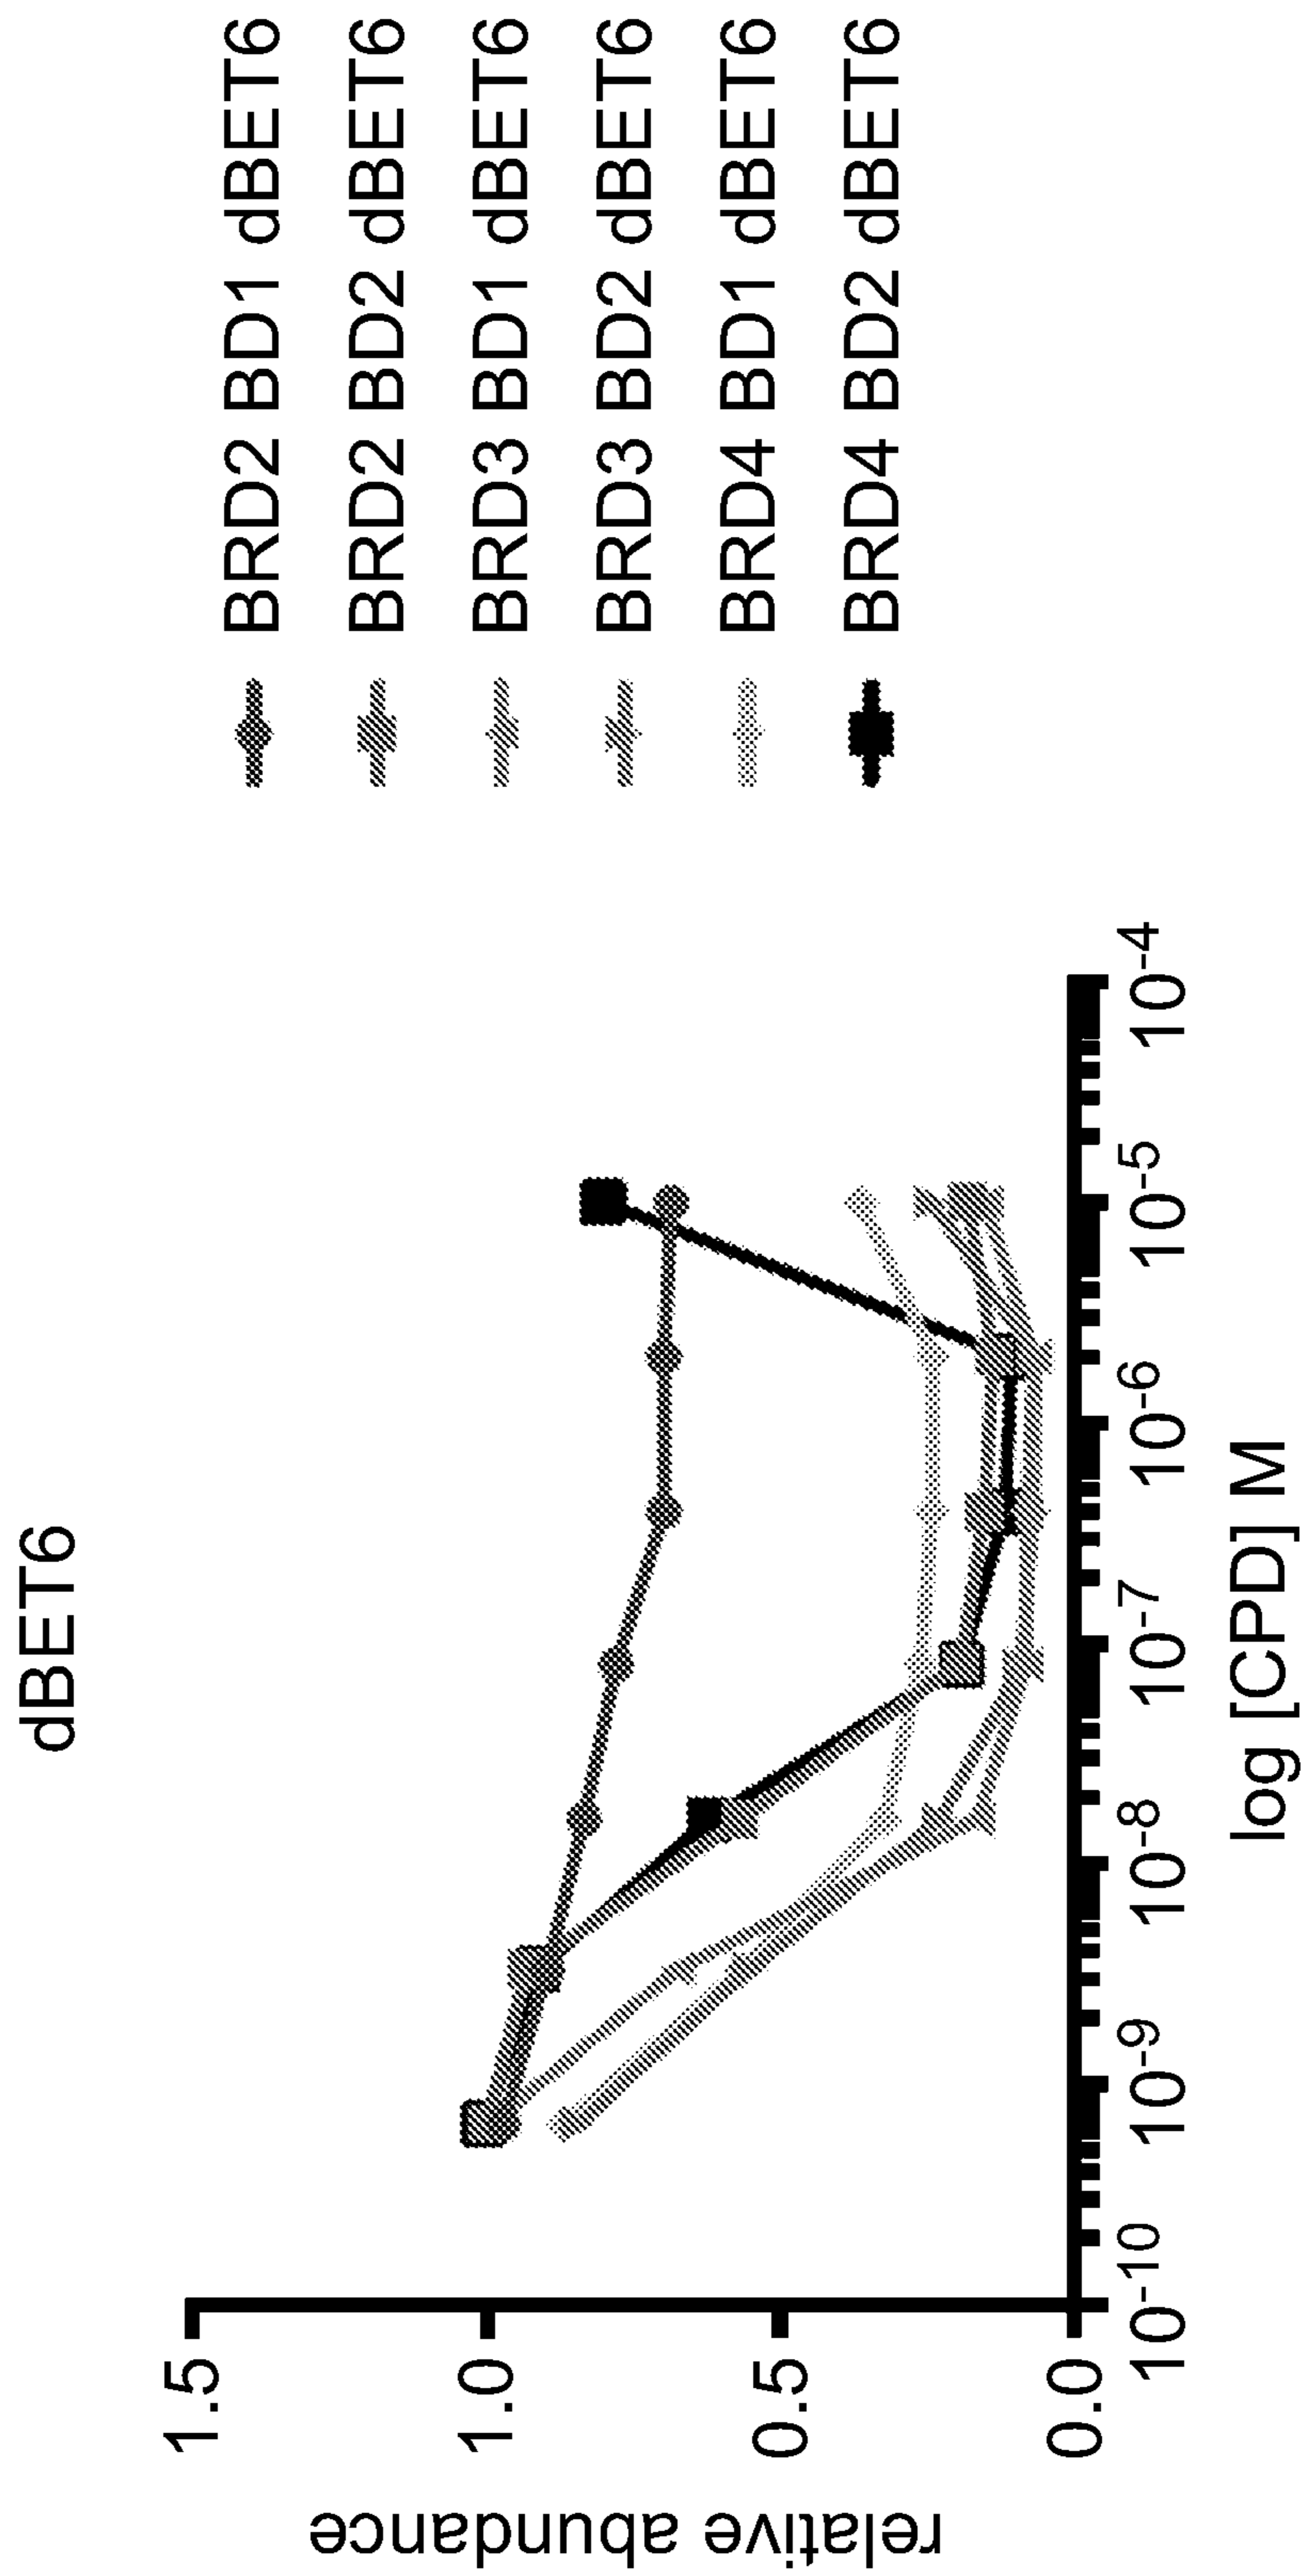 dBET6
relative abundance
1.5
1.0
0.5
0.0
10-10
10-9
10-8
10-7
10-6
10-5
10-4
log [CPD] M
BRD2 BD1 dBET6
BRD2 BD2 dBET6
BRD3 BD1 dBET6
BRD3 BD2 dBET6
BRD4 BD1 dBET6
BRD4 BD2 dBET6